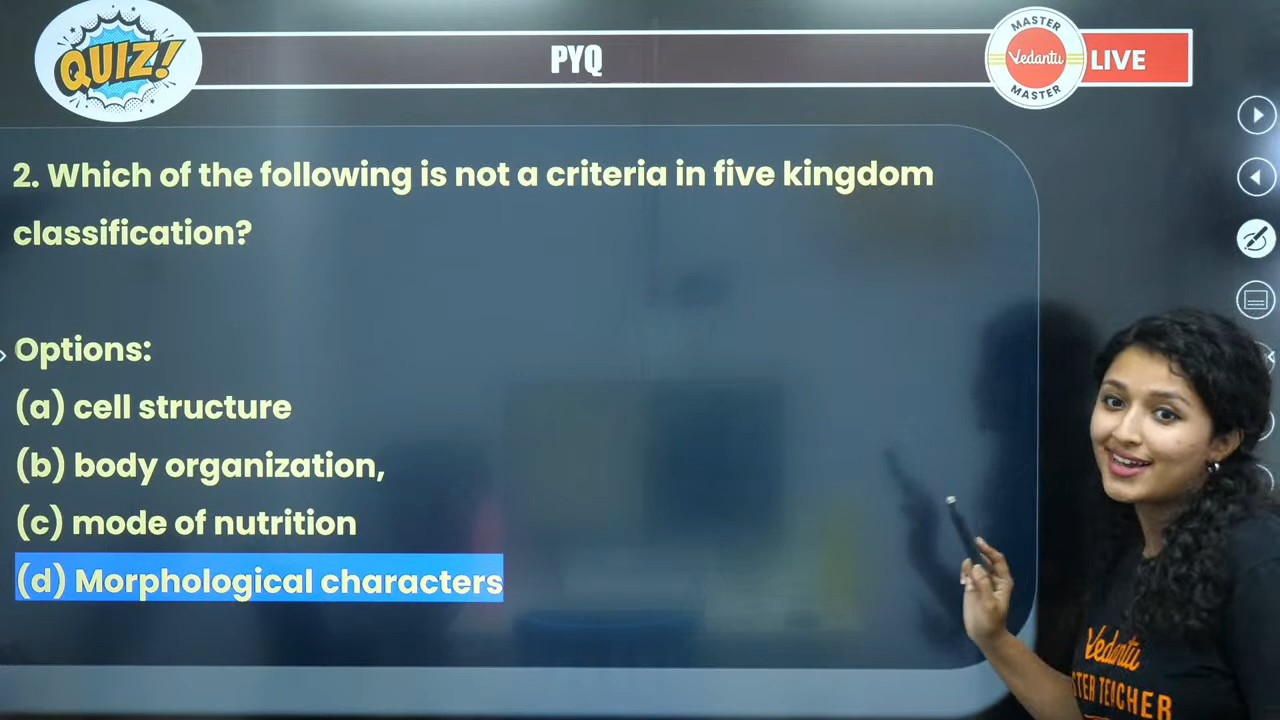 QUIZ!
PYQ
MASTER
Vedantu
MASTER
LIVE
2. Which of the following is not a criteria in five kingdom
classification?
Options:
(a) cell structure
(b) body organization,
(c) mode of nutrition
(d) Morphological characters
Vedantu
STER TEACHER